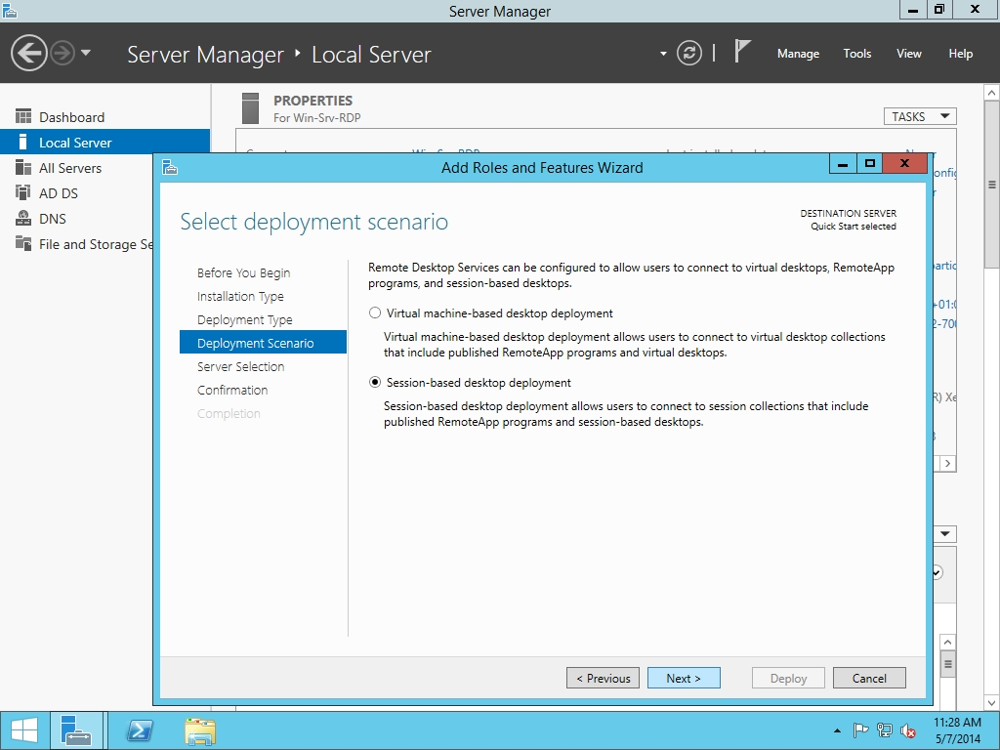 Server Manager
Server Manager
Local Server
Manage
Tools
View
Help
Dashboard
Local Server
All Servers
AD DS
DNS
File and Storage Se
PROPERTIES
For Win-Srv-RDP
TASKS
Add Roles and Features Wizard
Select deployment scenario
DESTINATION SERVER
Quick Start selected
Before You Begin
Installation Type
Deployment Type
Deployment Scenario
Server Selection
Confirmation
Completion
Remote Desktop Services can be configured to allow users to connect to virtual desktops, RemoteApp
programs, and session-based desktops.
Virtual machine-based desktop deployment
Virtual machine-based desktop deployment allows users to connect to virtual desktop collections
that include published RemoteApp programs and virtual desktops.
Session-based desktop deployment
Session-based desktop deployment allows users to connect to session collections that include
published RemoteApp programs and session-based desktops.
< Previous
Next >
Deploy
Cancel
11:28 AM
5/7/2014